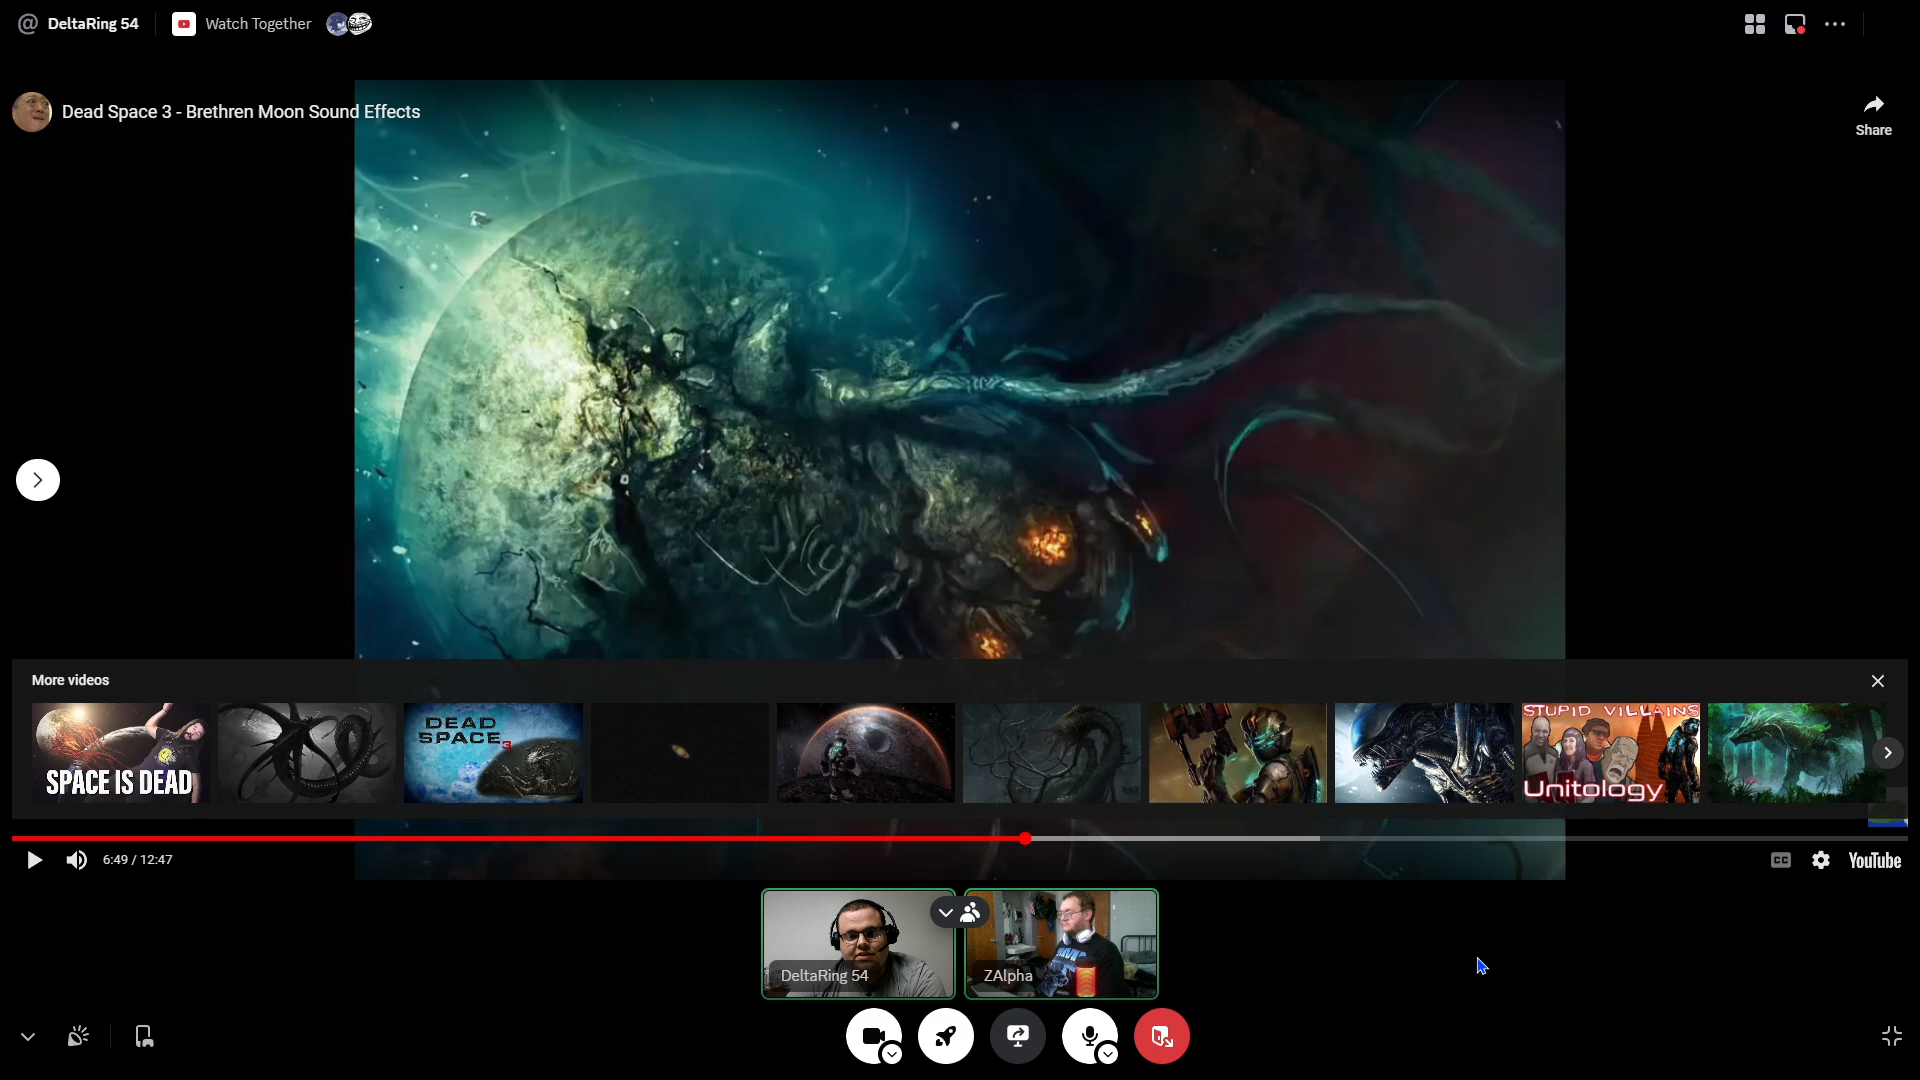 DeltaRing 54
Watch Together
Dead Space 3 - Brethren Moon Sound Effects
Share
More videos
SPACE IS DEAD
DEAD
SPACE 3
STUPID VILLAINS
Unitology
6:49 / 12:47
CC
YouTube
DeltaRing 54
ZAlpha